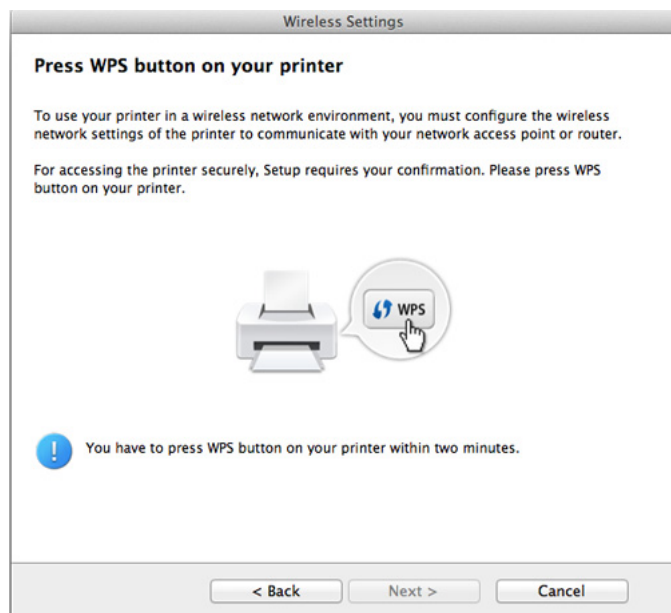 Wireless Settings
Press WPS button on your printer
To use your printer in a wireless network environment, you must configure the wireless
network settings of the printer to communicate with your network access point or router.
For accessing the printer securely, Setup requires your confirmation. Please press WPS
button on your printer.
WPS
You have to press WPS button on your printer within two minutes.
< Back
Next >
Cancel